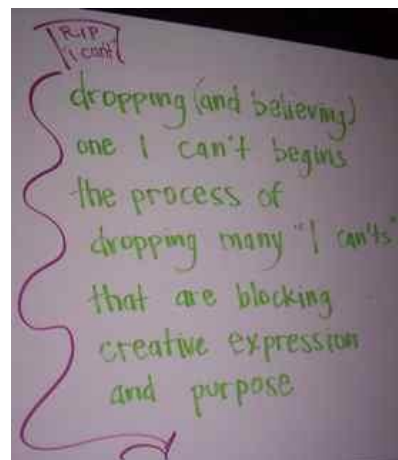 R.I.P
"I can't"
dropping (and believing)
one I can't begins
the process of
dropping many "I can'ts"
that are blocking
creative expression
and purpose